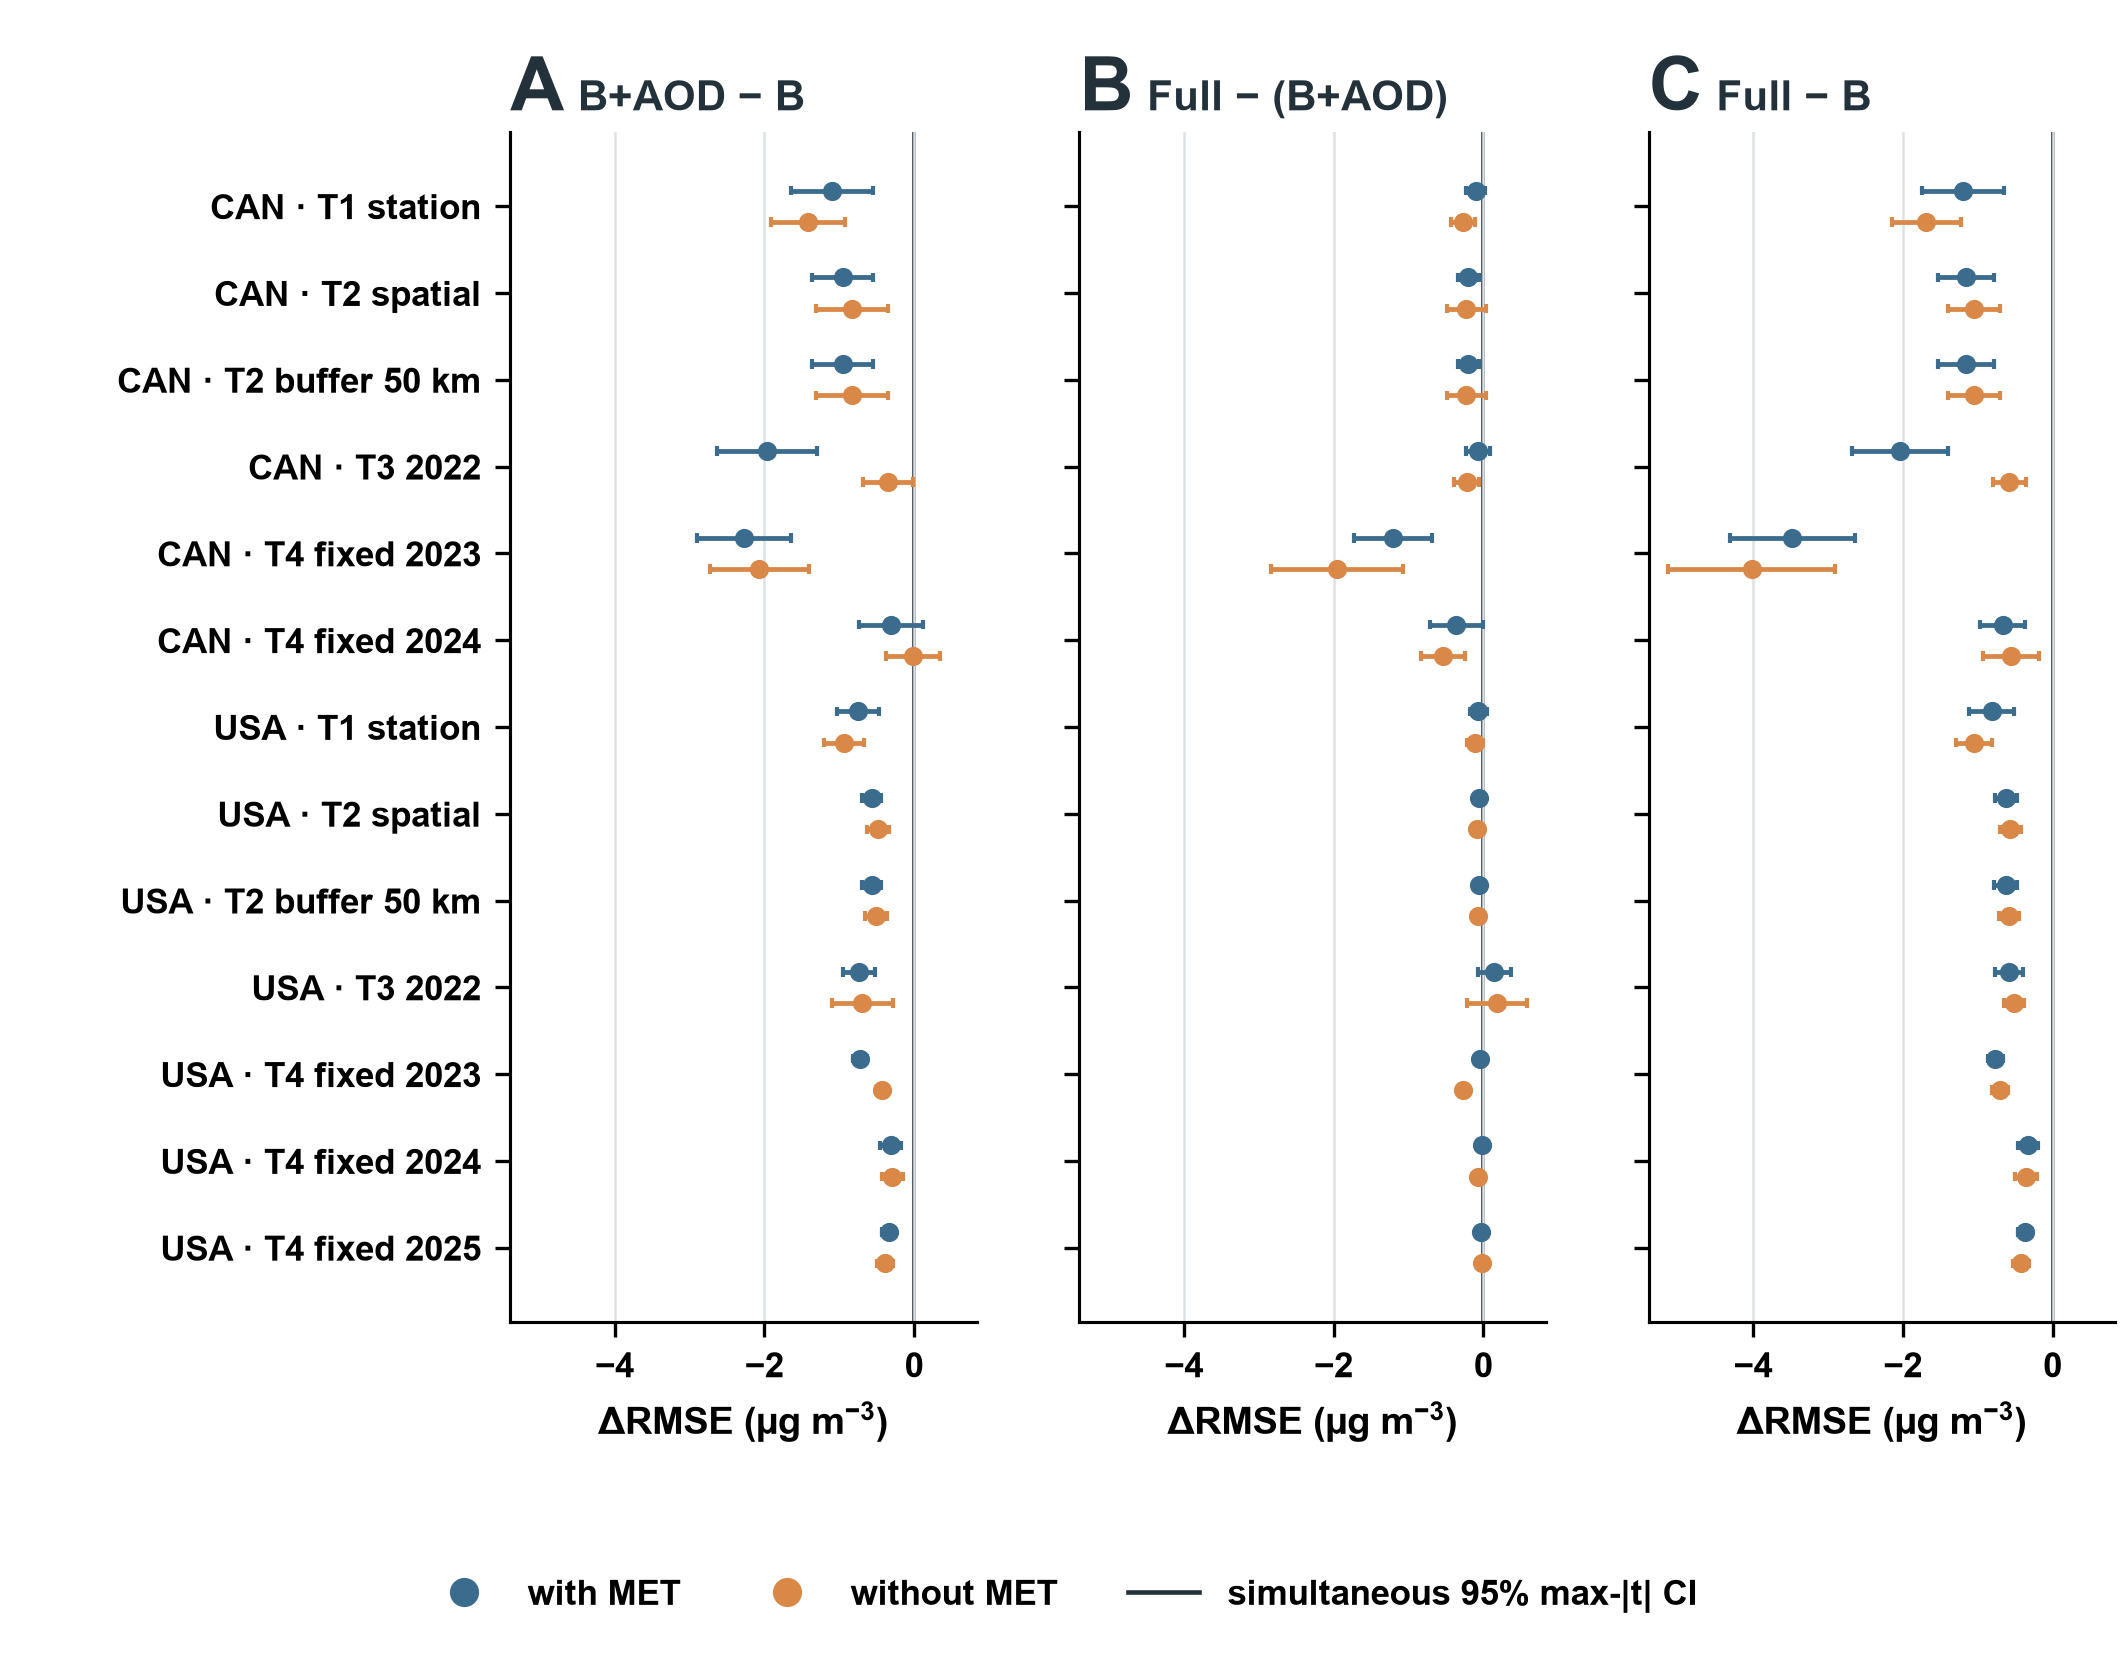 A B+AOD − B
B Full − (B+AOD)
C Full − B
CAN · T1 station
CAN · T2 spatial
CAN · T2 buffer 50 km
CAN · T3 2022
CAN · T4 fixed 2023
CAN · T4 fixed 2024
USA · T1 station
USA · T2 spatial
USA · T2 buffer 50 km
USA · T3 2022
USA · T4 fixed 2023
USA · T4 fixed 2024
USA · T4 fixed 2025
−4 −2 0
−4 −2 0
−4 −2 0
ΔRMSE (µg m⁻³)
ΔRMSE (µg m⁻³)
ΔRMSE (µg m⁻³)
with MET
without MET
simultaneous 95% max-|t| CI